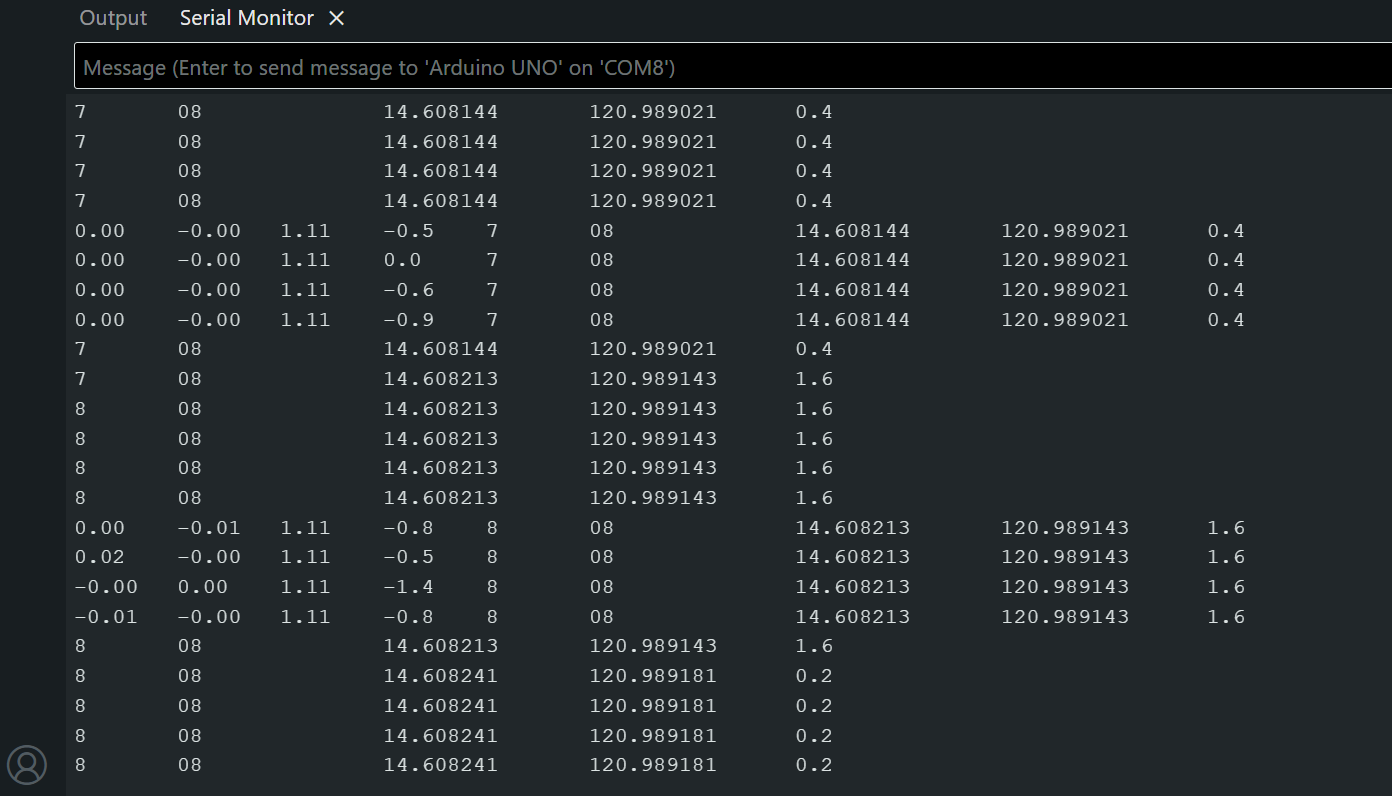 Output Serial Monitor ×
Message (Enter to send message to 'Arduino UNO' on 'COM8')
7 08 14.608144 120.989021 0.4
7 08 14.608144 120.989021 0.4
7 08 14.608144 120.989021 0.4
7 08 14.608144 120.989021 0.4
0.00 -0.00 1.11 -0.5 7 08 14.608144 120.989021 0.4
0.00 -0.00 1.11 0.0 7 08 14.608144 120.989021 0.4
0.00 -0.00 1.11 -0.6 7 08 14.608144 120.989021 0.4
0.00 -0.00 1.11 -0.9 7 08 14.608144 120.989021 0.4
7 08 14.608144 120.989021 0.4
7 08 14.608213 120.989143 1.6
8 08 14.608213 120.989143 1.6
8 08 14.608213 120.989143 1.6
8 08 14.608213 120.989143 1.6
8 08 14.608213 120.989143 1.6
0.00 -0.01 1.11 -0.8 8 08 14.608213 120.989143 1.6
0.02 -0.00 1.11 -0.5 8 08 14.608213 120.989143 1.6
-0.00 0.00 1.11 -1.4 8 08 14.608213 120.989143 1.6
-0.01 -0.00 1.11 -0.8 8 08 14.608213 120.989143 1.6
8 08 14.608213 120.989143 1.6
8 08 14.608241 120.989181 0.2
8 08 14.608241 120.989181 0.2
8 08 14.608241 120.989181 0.2
8 08 14.608241 120.989181 0.2